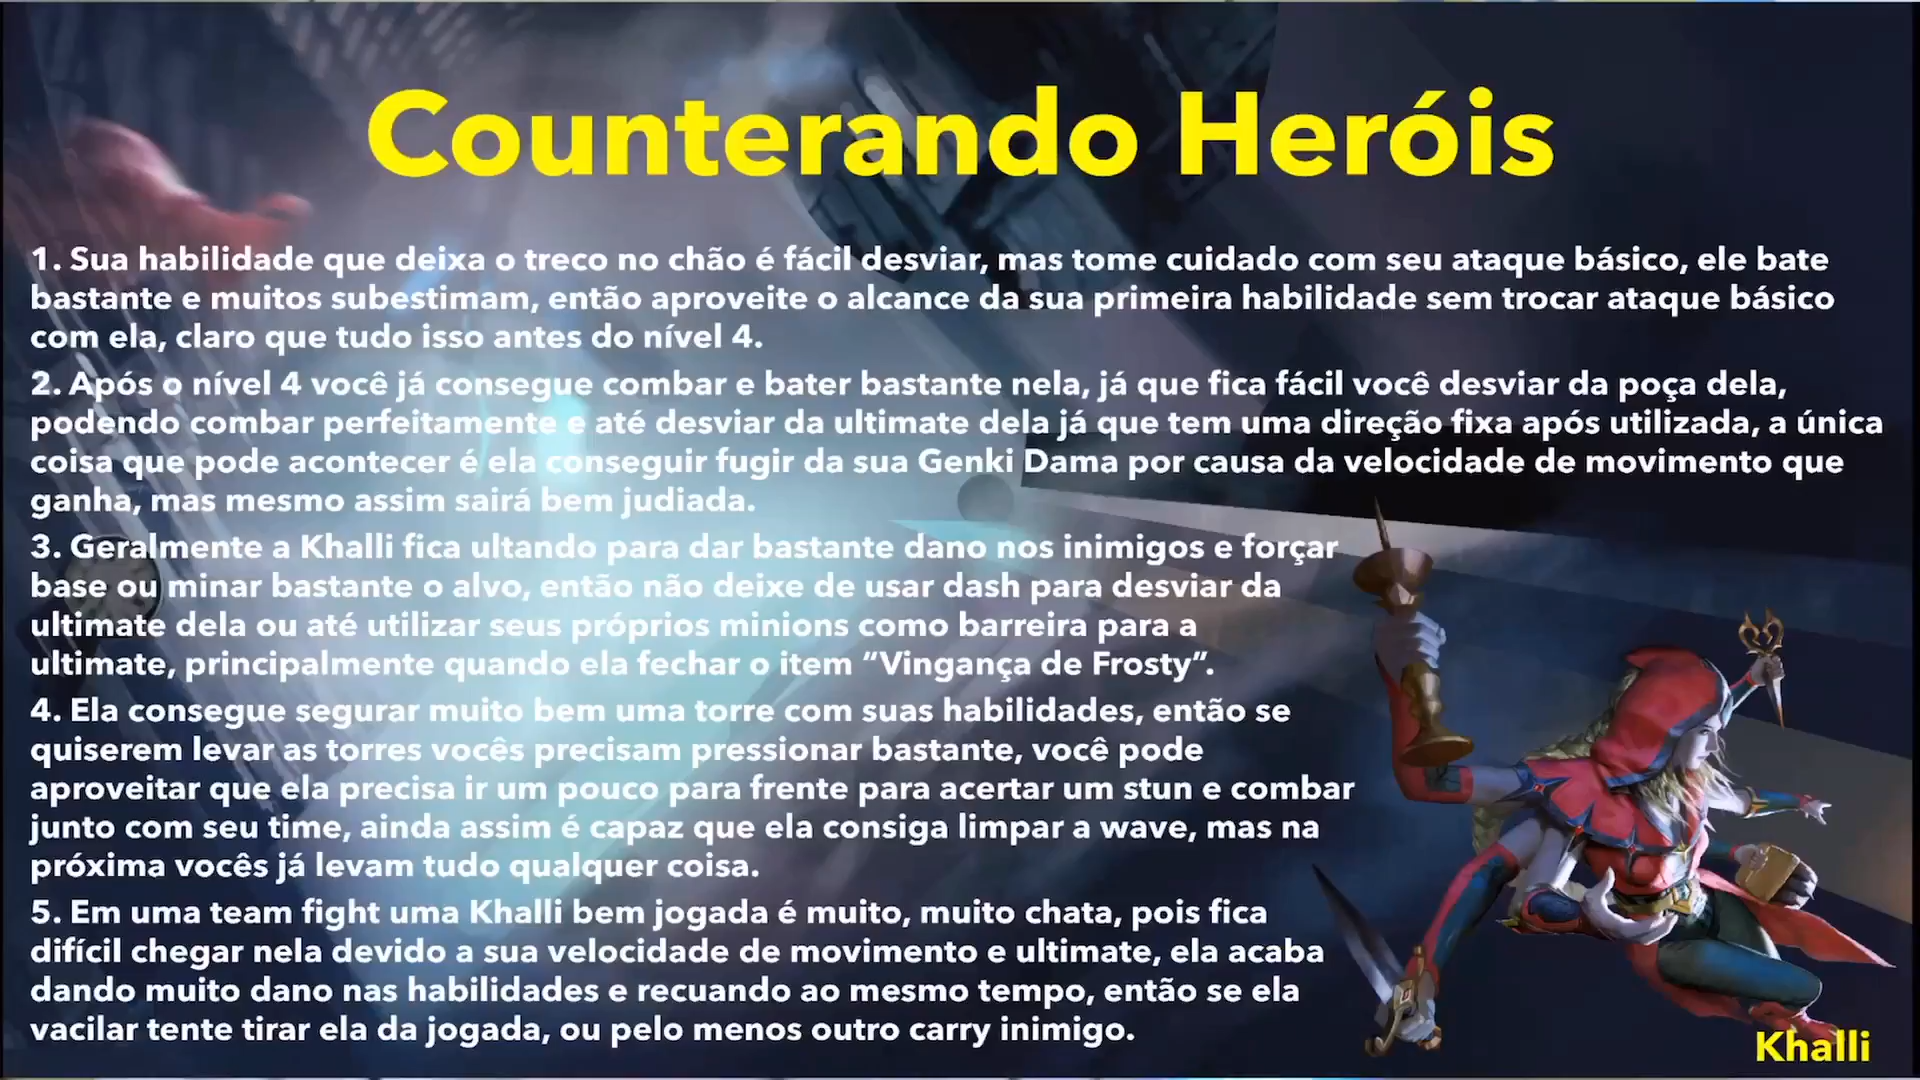 Counterando Heróis
1. Sua habilidade que deixa o treco no chão é fácil desviar, mas tome cuidado com seu ataque básico, ele bate
bastante e muitos subestimam, então aproveite o alcance da sua primeira habilidade sem trocar ataque básico
com ela, claro que tudo isso antes do nível 4.
2. Após o nível 4 você já consegue combar e bater bastante nela, já que fica fácil você desviar da poça dela,
podendo combar perfeitamente e até desviar da ultimate dela já que tem uma direção fixa após utilizada, a única
coisa que pode acontecer é ela conseguir fugir da sua Genki Dama por causa da velocidade de movimento que
ganha, mas mesmo assim sairá bem judiada.
3. Geralmente a Khalli fica ultando para dar bastante dano nos inimigos e forçar
base ou minar bastante o alvo, então não deixe de usar dash para desviar da
ultimate dela ou até utilizar seus próprios minions como barreira para a
ultimate, principalmente quando ela fechar o item “Vingança de Frosty”.
4. Ela consegue segurar muito bem uma torre com suas habilidades, então se
quiserem levar as torres vocês precisam pressionar bastante, você pode
aproveitar que ela precisa ir um pouco para frente para acertar um stun e combar
junto com seu time, ainda assim é capaz que ela consiga limpar a wave, mas na
próxima vocês já levam tudo qualquer coisa.
5. Em uma team fight uma Khalli bem jogada é muito, muito chata, pois fica
difícil chegar nela devido a sua velocidade de movimento e ultimate, ela acaba
dando muito dano nas habilidades e recuando ao mesmo tempo, então se ela
vacilar tente tirar ela da jogada, ou pelo menos outro carry inimigo.
Khalli